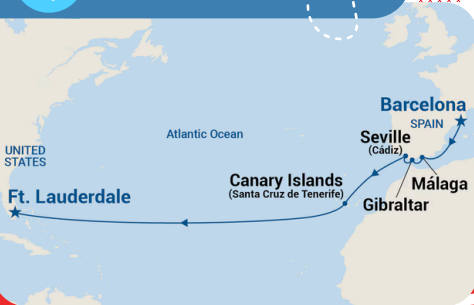 Barcelona
SPAIN
Seville
(Cádiz)
Atlantic Ocean
UNITED
STATES
Canary Islands
(Santa Cruz de Tenerife)
Málaga
Gibraltar
Ft. Lauderdale